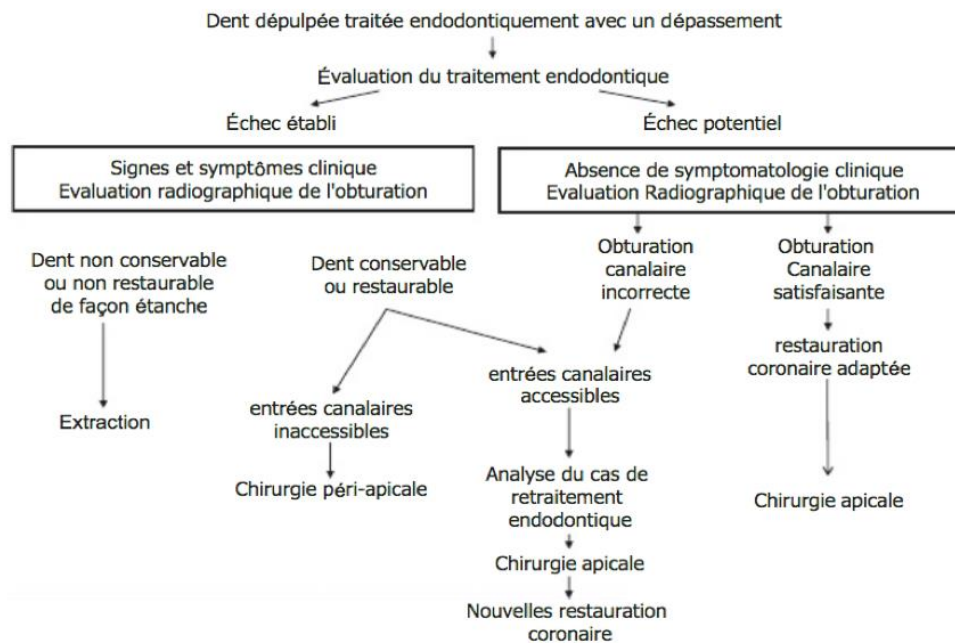 Dent dépulpée traitée endodontiquement avec un dépassement
Évaluation du traitement endodontique
Échec établi
Échec potentiel
Signes et symptômes clinique
Evaluation radiographique de l'obturation
Absence de symptomatologie clinique
Evaluation Radiographique de l'obturation
Dent non conservable
ou non restaurable
de façon étanche
Dent conservable
ou restaurable
Obturation
canalaire
incorrecte
Obturation
Canalaire
satisfaisante
restauration
coronaire adaptée
entrées canalaires
accessibles
entrées canalaires
inaccessibles
Extraction
Chirurgie péri-apicale
Analyse du cas de
retraitement
endodontique
Chirurgie apicale
Chirurgie apicale
Nouvelles restauration
coronaire